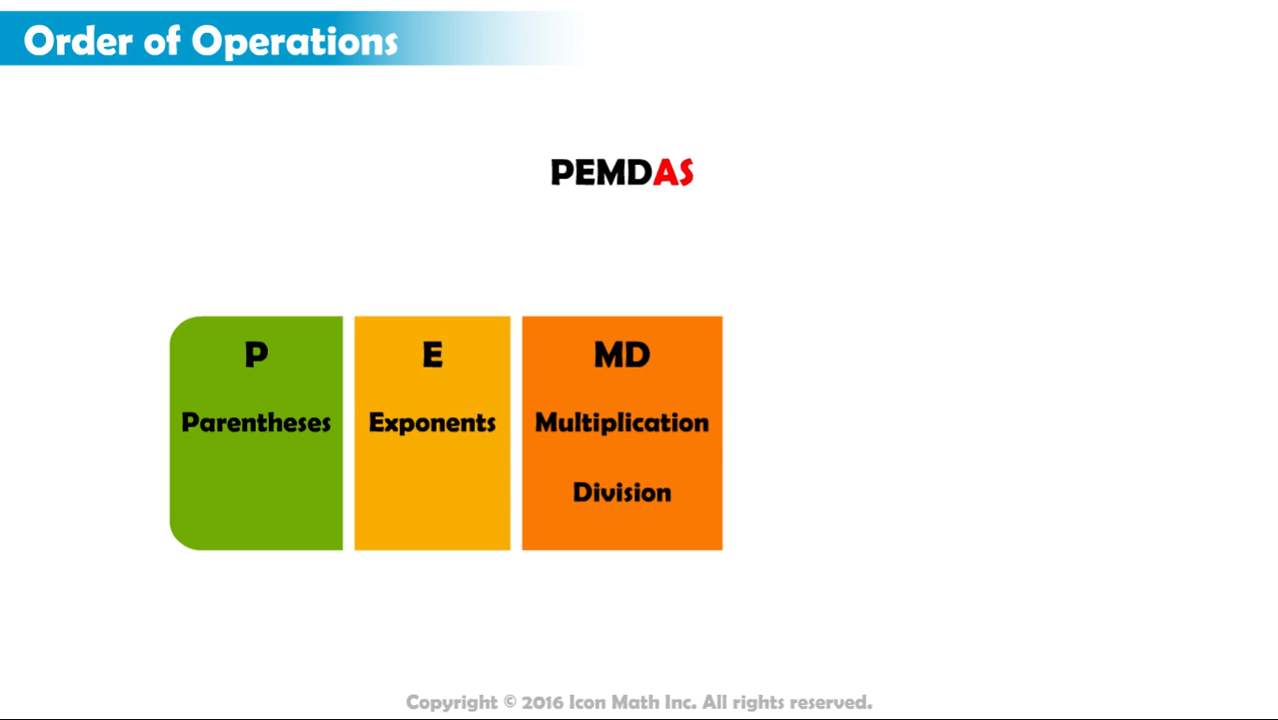 Order of Operations
PEMDAS
P
Parentheses
E
Exponents
MD
Multiplication
Division
Copyright © 2016 Icon Math Inc. All rights reserved.